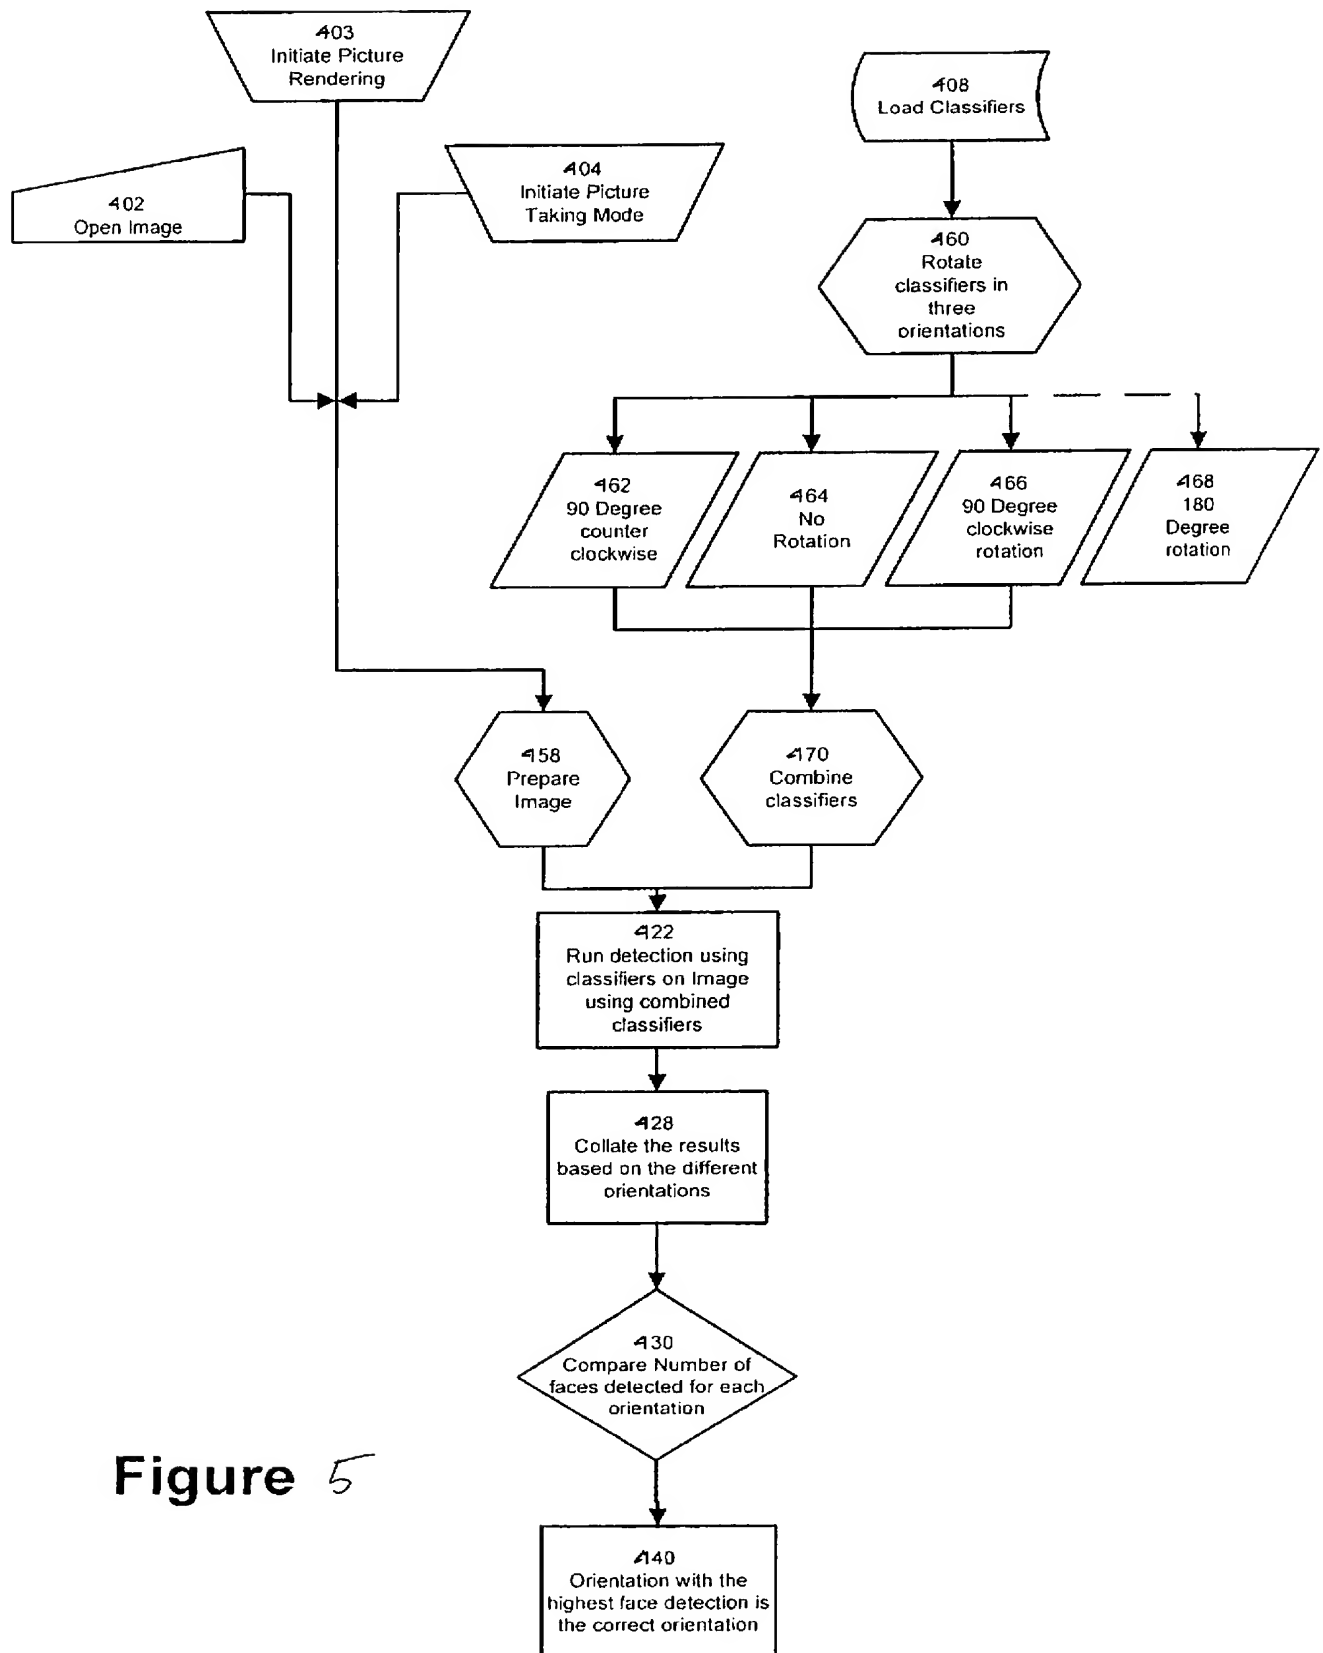 403
Initiate Picture
Rendering
408
Load Classifiers
402
Open Image
404
Initiate Picture
Taking Mode
460
Rotate
classifiers in
three
orientations
462
90 Degree
counter
clockwise
464
No
Rotation
466
90 Degree
clockwise
rotation
468
180
Degree
rotation
458
Prepare
Image
470
Combine
classifiers
422
Run detection using
classifiers on Image
using combined
classifiers
428
Collate the results
based on the different
orientations
430
Compare Number of
faces detected for each
orientation
Figure 5
440
Orientation with the
highest face detection is
the correct orientation